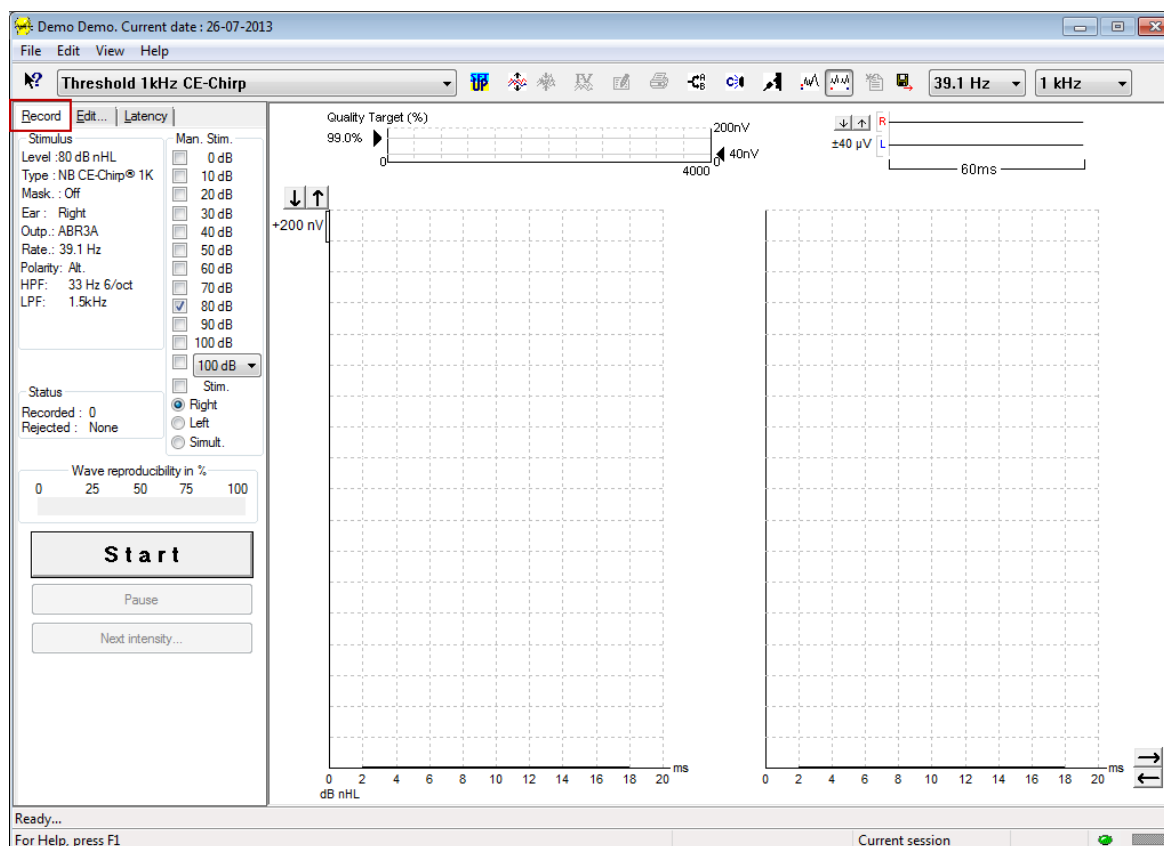 Demo Demo. Current date : 26-07-2013
File Edit View Help
Threshold 1kHz CE-Chirp
39.1 Hz
1 kHz
Record Edit... Latency
Stimulus
Level :80 dB nHL
Type : NB CE-Chirp® 1K
Mask. : Off
Ear : Right
Outp.: ABR3A
Rate.: 39.1 Hz
Polarity: Alt.
HPF: 33 Hz 6/oct
LPF: 1.5kHz
Man. Stim.
0 dB
10 dB
20 dB
30 dB
40 dB
50 dB
60 dB
70 dB
80 dB
90 dB
100 dB
100 dB
Stim.
Right
Left
Simult.
Status
Recorded : 0
Rejected : None
Wave reproducibility in %
0 25 50 75 100
Start
Pause
Next intensity...
Quality Target (%)
99.0%
0
200nV
40nV
0
4000
R
±40 µV L
60ms
+200 nV
0 2 4 6 8 10 12 14 16 18 20 ms
dB nHL
0 2 4 6 8 10 12 14 16 18 20 ms
Ready...
For Help, press F1
Current session